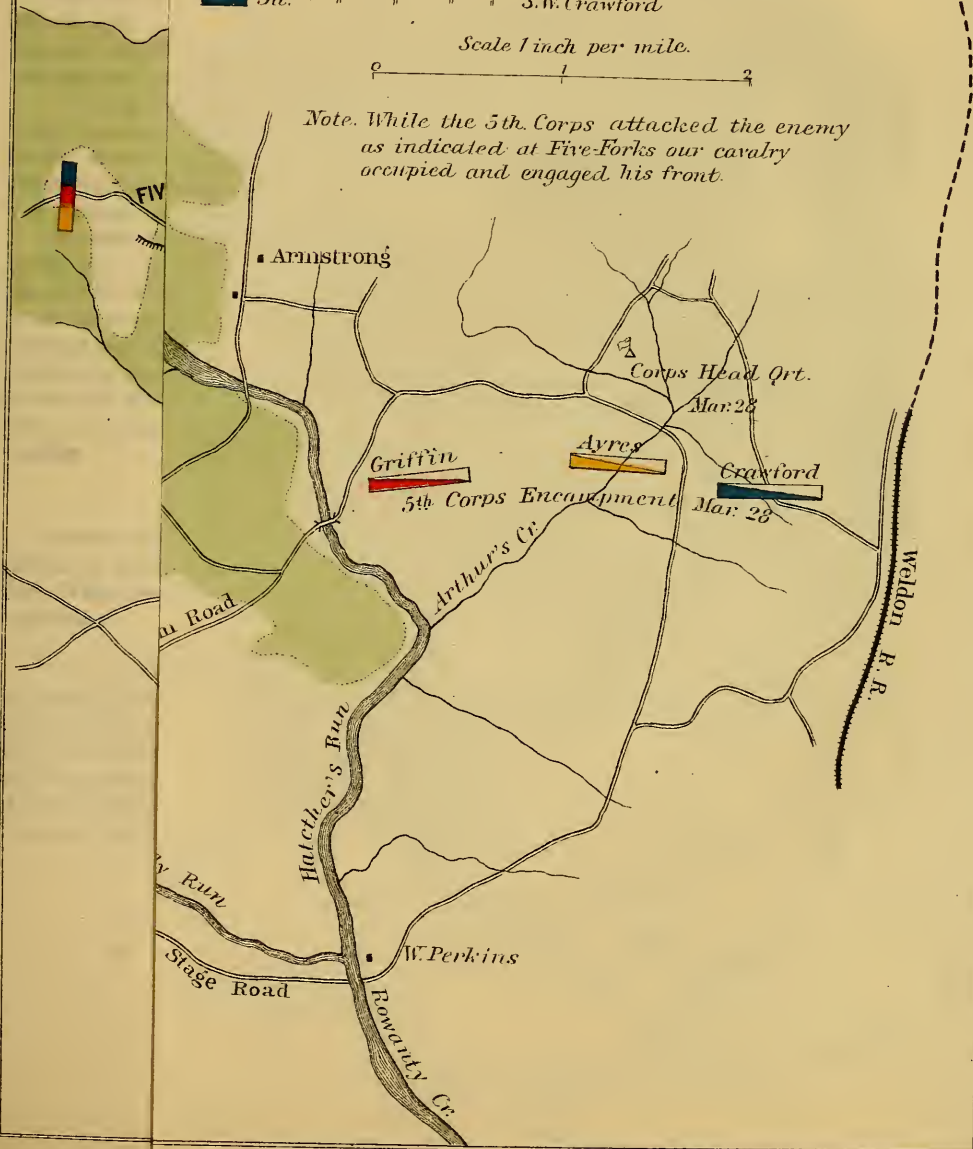 S.W. Crawford
Scale 1 inch per mile.
0 1 2
Note. While the 5th. Corps attacked the enemy
as indicated at Five-Forks our cavalry
occupied and engaged his front.
FIV
Armstrong
Corps Head Qrt.
Mar. 28
Griffin
Ayres
Crawford
5th Corps Encampment Mar. 28
Arthur's Cr.
m Road
Weldon R.R.
Hatcther's Run
ly Run
Stage Road
W. Perkins
Rowanty Cr.